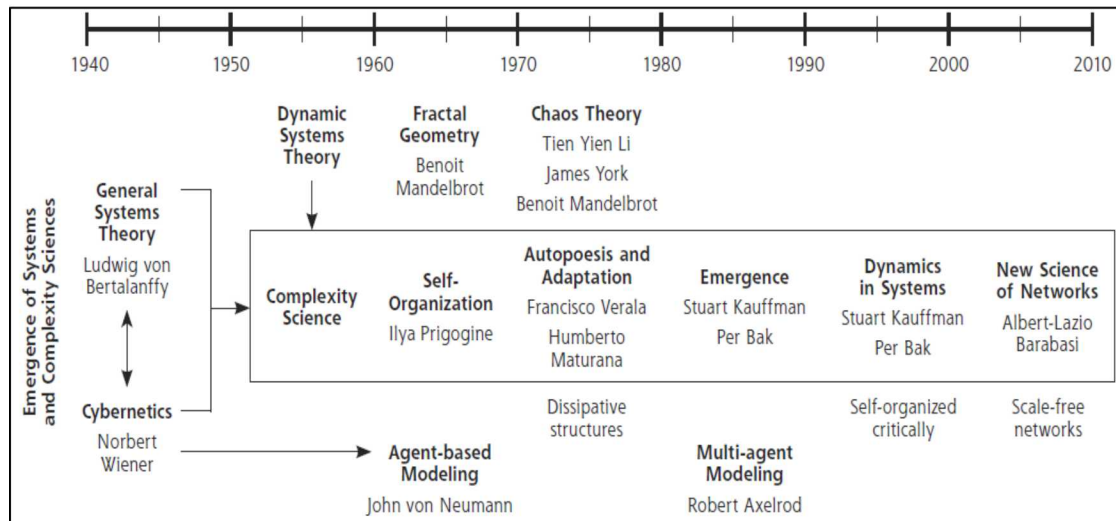 1940 1950 1960 1970 1980 1990 2000 2010
Emergence of Systems
and Complexity Sciences
General
Systems
Theory
Ludwig von
Bertalanffy
Cybernetics
Norbert
Wiener
Dynamic
Systems
Theory
Fractal
Geometry
Benoit
Mandelbrot
Chaos Theory
Tien Yien Li
James York
Benoit Mandelbrot
Complexity
Science
Self-
Organization
Ilya Prigogine
Autopoesis and
Adaptation
Francisco Verala
Humberto
Maturana
Emergence
Stuart Kauffman
Per Bak
Dynamics
in Systems
Stuart Kauffman
Per Bak
New Science
of Networks
Albert-Lazio
Barabasi
Dissipative
structures
Self-organized
critically
Scale-free
networks
Agent-based
Modeling
John von Neumann
Multi-agent
Modeling
Robert Axelrod